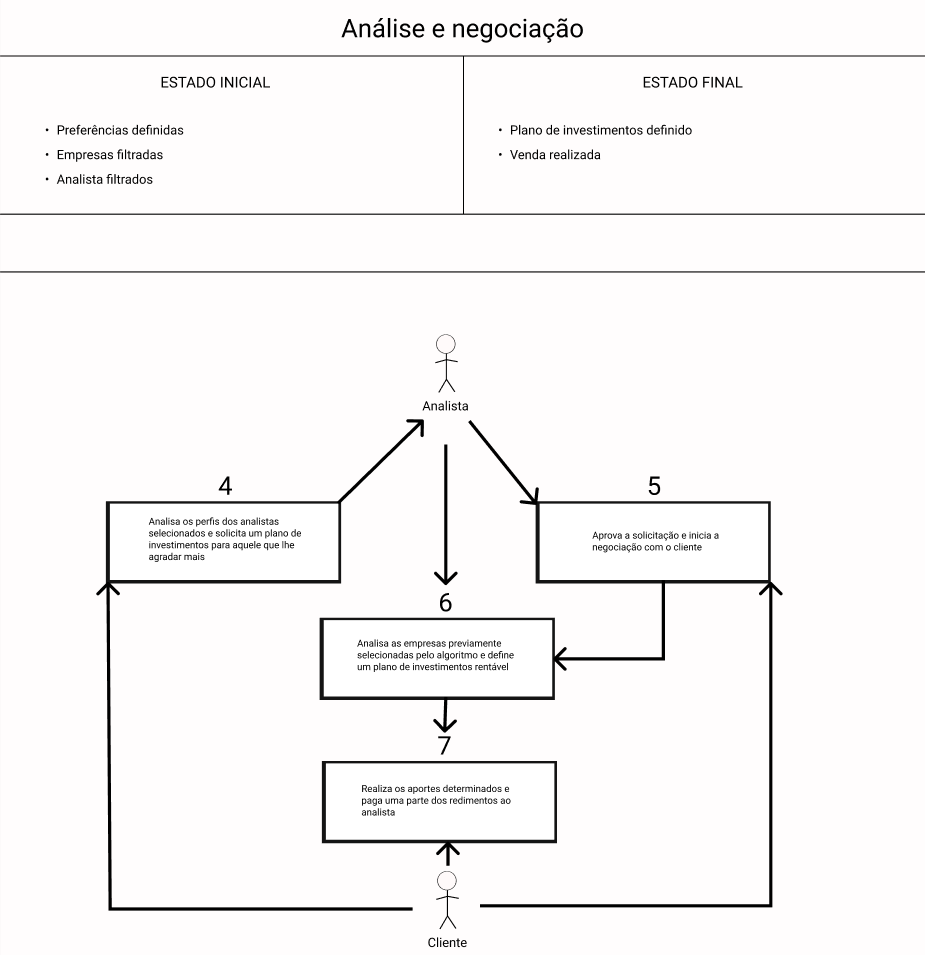 Análise e negociação
ESTADO INICIAL
• Preferências definidas
• Empresas filtradas
• Analista filtrados
ESTADO FINAL
• Plano de investimentos definido
• Venda realizada
Analista
4
Analisa os perfis dos analistas
selecionados e solicita um plano de
investimentos para aquele que lhe
agradar mais
5
Aprova a solicitação e inicia a
negociação com o cliente
6
Analisa as empresas previamente
selecionadas pelo algoritmo e define
um plano de investimentos rentável
7
Realiza os aportes determinados e
paga uma parte dos redimentos ao
analista
Cliente